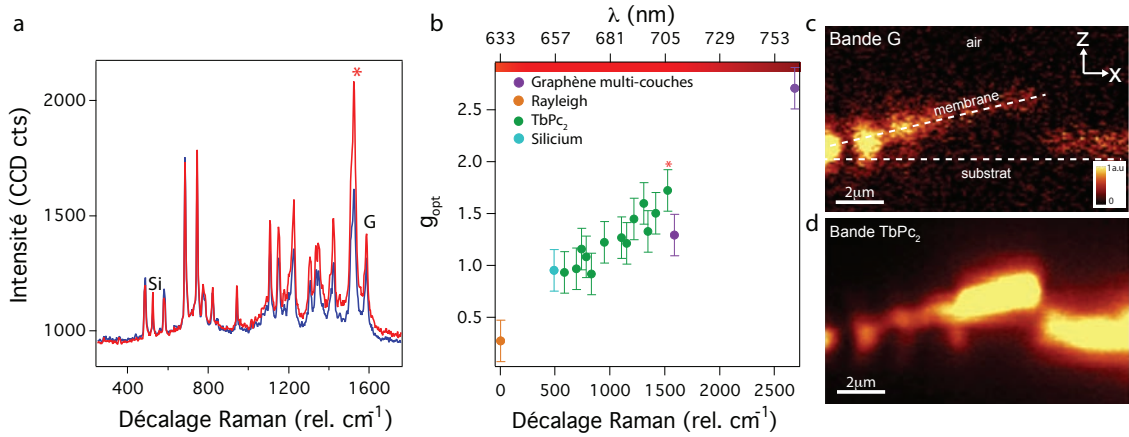 a
Intensité (CCD cts)
2000
1500
1000
*
G
Si
400
800
1200
1600
Décalage Raman (rel. cm⁻¹)
b
λ (nm)
633
657
681
705
729
753
Graphène multi-couches
Rayleigh
TbPc₂
Silicium
*
g_opt
2.5
2.0
1.5
1.0
0.5
0
500
1000
1500
2000
2500
Décalage Raman (rel. cm⁻¹)
c
Bande G
air
Z
X
membrane
substrat
2μm
1a.u
0
d
Bande TbPc₂
2μm